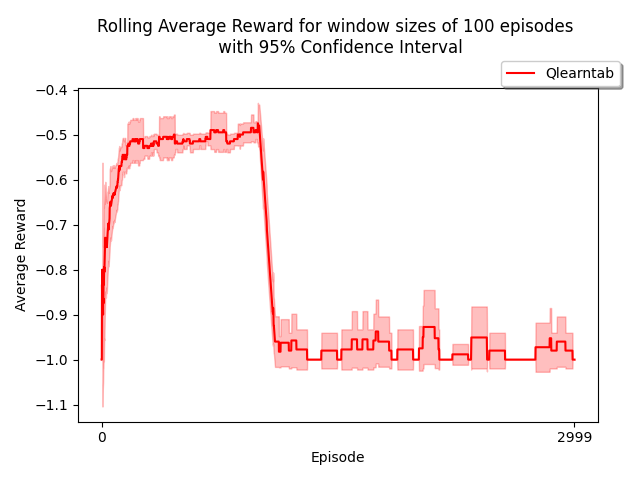 Rolling Average Reward for window sizes of 100 episodes
with 95% Confidence Interval
Qlearntab
−0.4
−0.5
−0.6
−0.7
−0.8
−0.9
−1.0
−1.1
Average Reward
0
2999
Episode